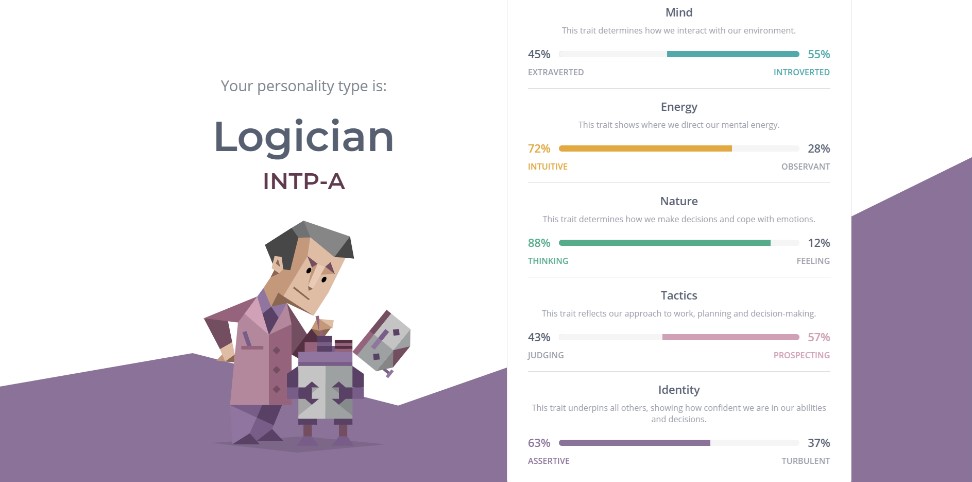 Your personality type is:
Logician
INTP-A
Mind
This trait determines how we interact with our environment.
45% 55%
EXTRAVERTED INTROVERTED
Energy
This trait shows where we direct our mental energy.
72% 28%
INTUITIVE OBSERVANT
Nature
This trait determines how we make decisions and cope with emotions.
88% 12%
THINKING FEELING
Tactics
This trait reflects our approach to work, planning and decision-making.
43% 57%
JUDGING PROSPECTING
Identity
This trait underpins all others, showing how confident we are in our abilities
and decisions.
63% 37%
ASSERTIVE TURBULENT